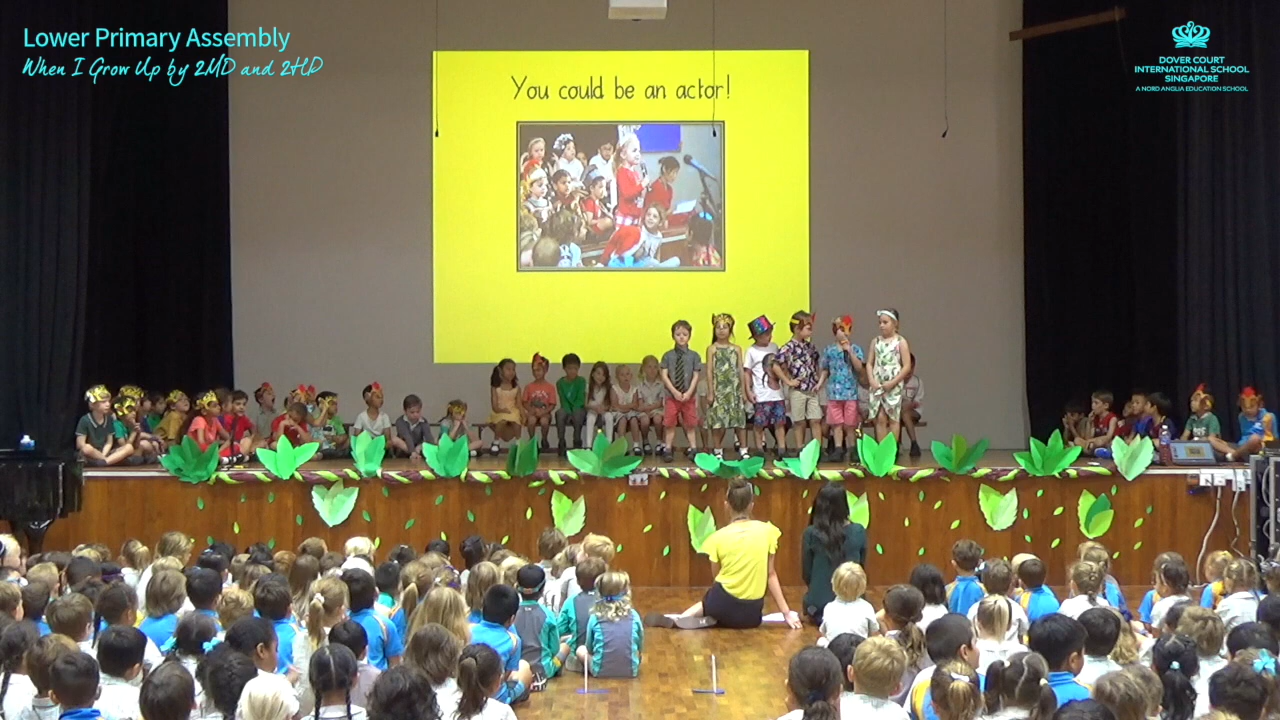 Lower Primary Assembly
When I Grow Up by 2MD and 2HD
DOVER COURT
INTERNATIONAL SCHOOL
SINGAPORE
A NORD ANGLIA EDUCATION SCHOOL
You could be an actor!